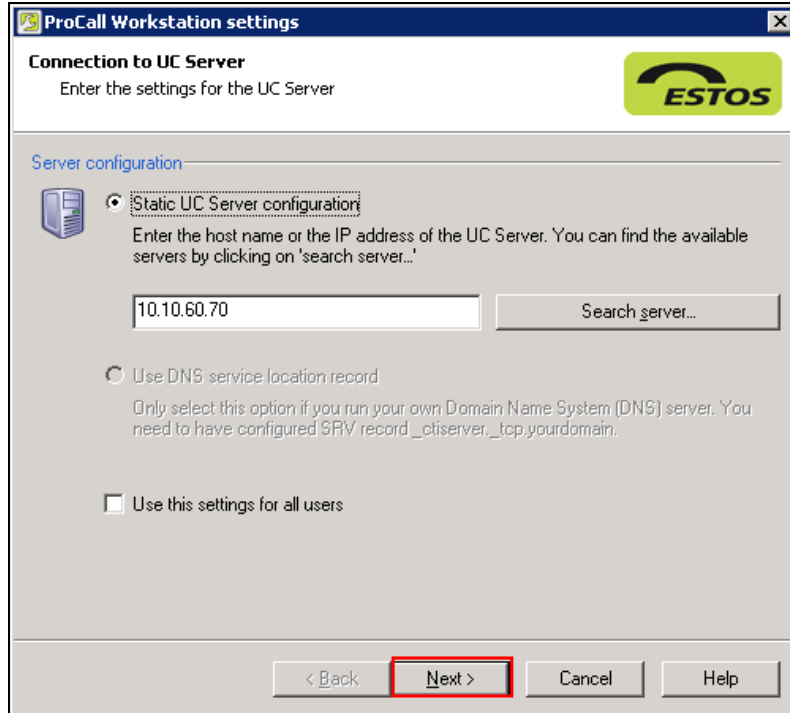 ProCall Workstation settings
Connection to UC Server
Enter the settings for the UC Server
ESTOS
Server configuration
Static UC Server configuration
Enter the host name or the IP address of the UC Server. You can find the available
servers by clicking on 'search server...'
10.10.60.70
Search server...
Use DNS service location record
Only select this option if you run your own Domain Name System (DNS) server. You
need to have configured SRV record _ctiserver._tcp.yourdomain.
Use this settings for all users
< Back
Next >
Cancel
Help